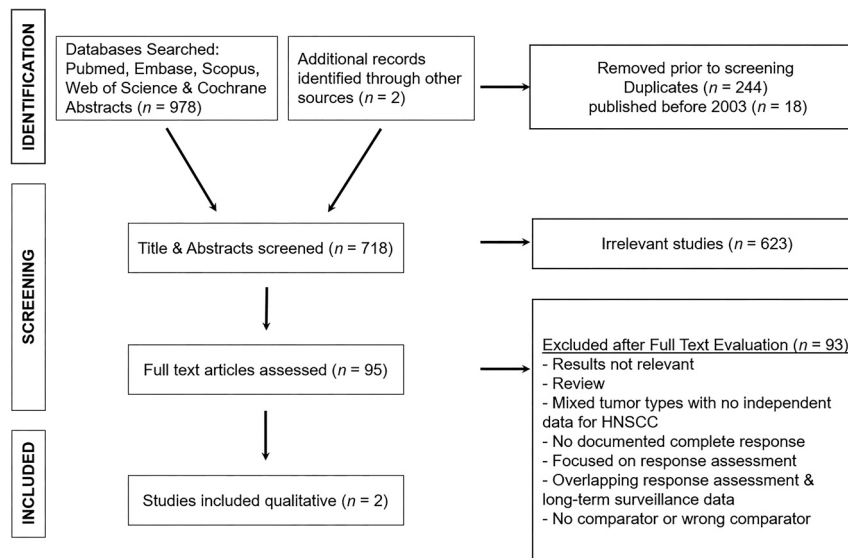 IDENTIFICATION
Databases Searched:
Pubmed, Embase, Scopus,
Web of Science & Cochrane
Abstracts (n = 978)
Additional records
identified through other
sources (n = 2)
Removed prior to screening
Duplicates (n = 244)
published before 2003 (n = 18)
SCREENING
Title & Abstracts screened (n = 718)
Irrelevant studies (n = 623)
Full text articles assessed (n = 95)
Excluded after Full Text Evaluation (n = 93)
- Results not relevant
- Review
- Mixed tumor types with no independent
data for HNSCC
- No documented complete response
- Focused on response assessment
- Overlapping response assessment &
long-term surveillance data
- No comparator or wrong comparator
INCLUDED
Studies included qualitative (n = 2)